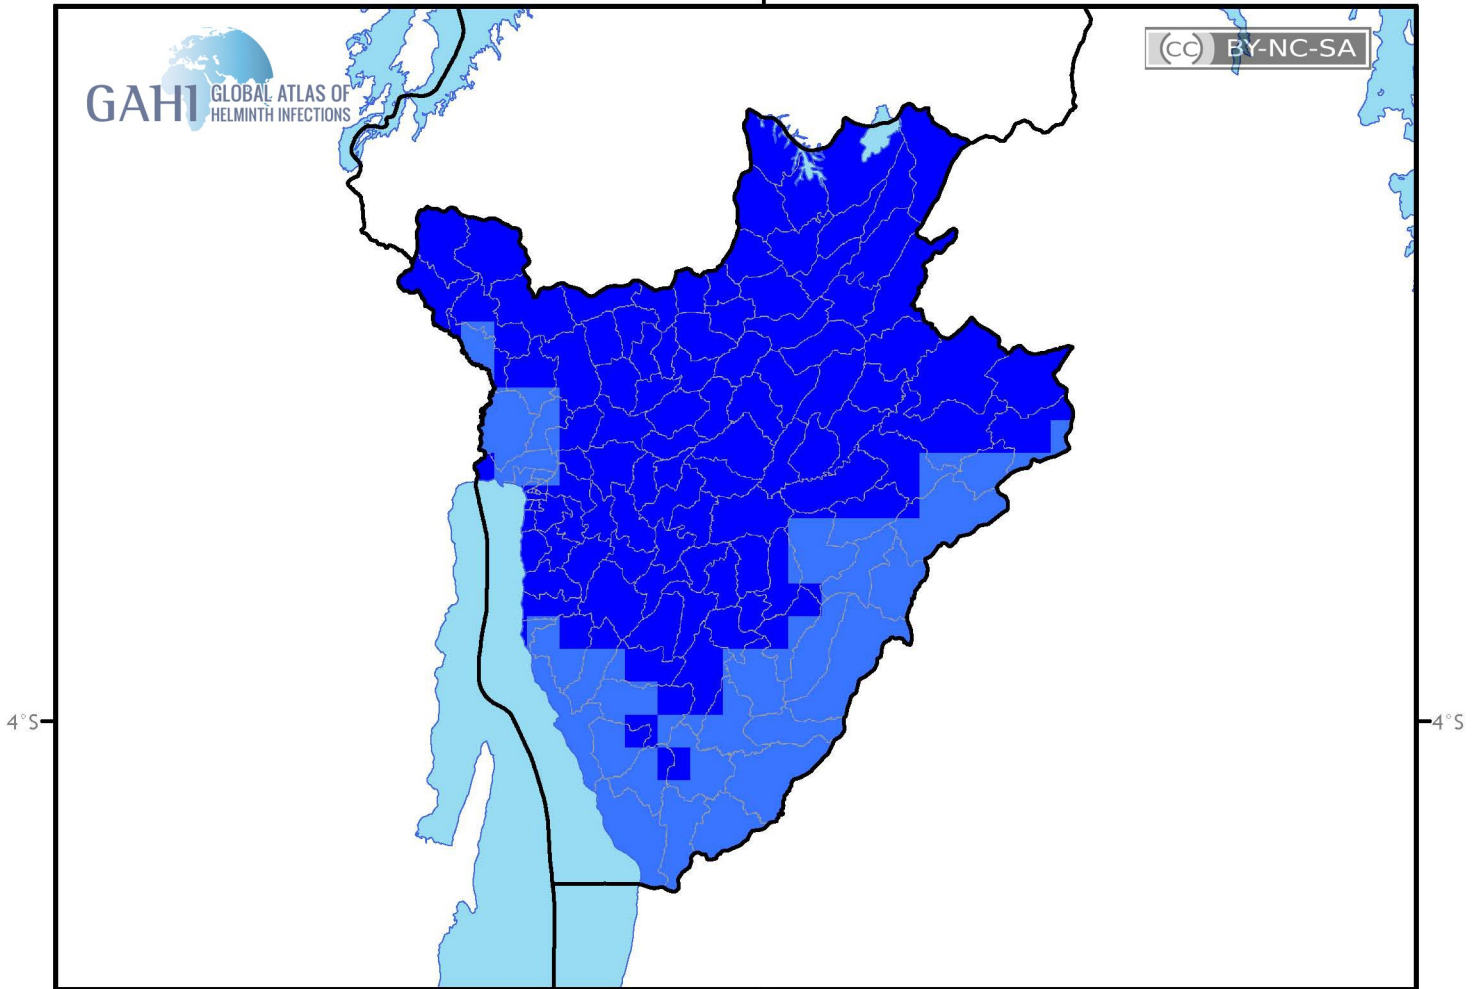 GAHI GLOBAL ATLAS OF
HELMINTH INFECTIONS
(cc) BY-NC-SA
4°S
4°S